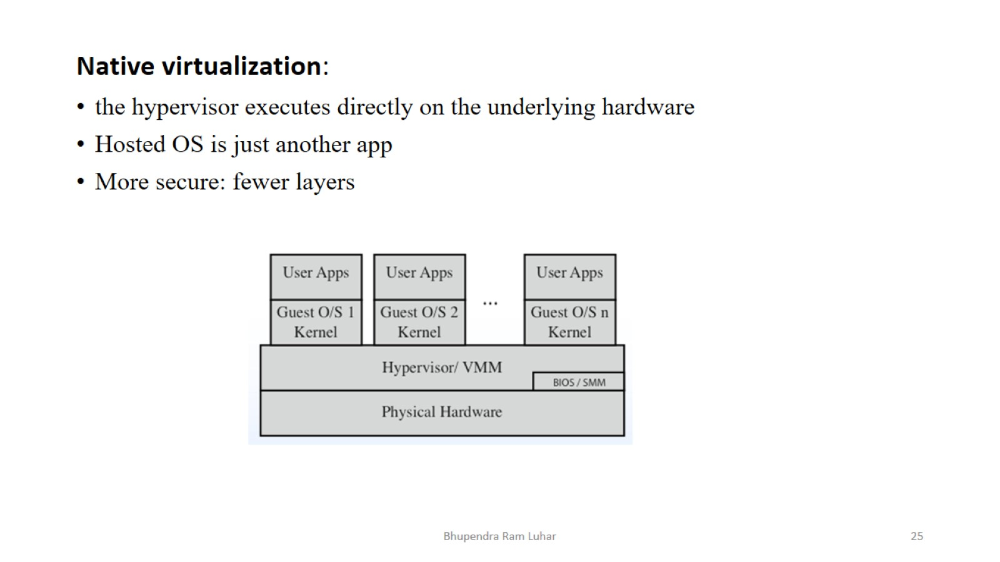 Native virtualization:
• the hypervisor executes directly on the underlying hardware
• Hosted OS is just another app
• More secure: fewer layers
User Apps
User Apps
User Apps
...
Guest O/S 1
Kernel
Guest O/S 2
Kernel
Guest O/S n
Kernel
Hypervisor/ VMM
BIOS / SMM
Physical Hardware
Bhupendra Ram Luhar
25